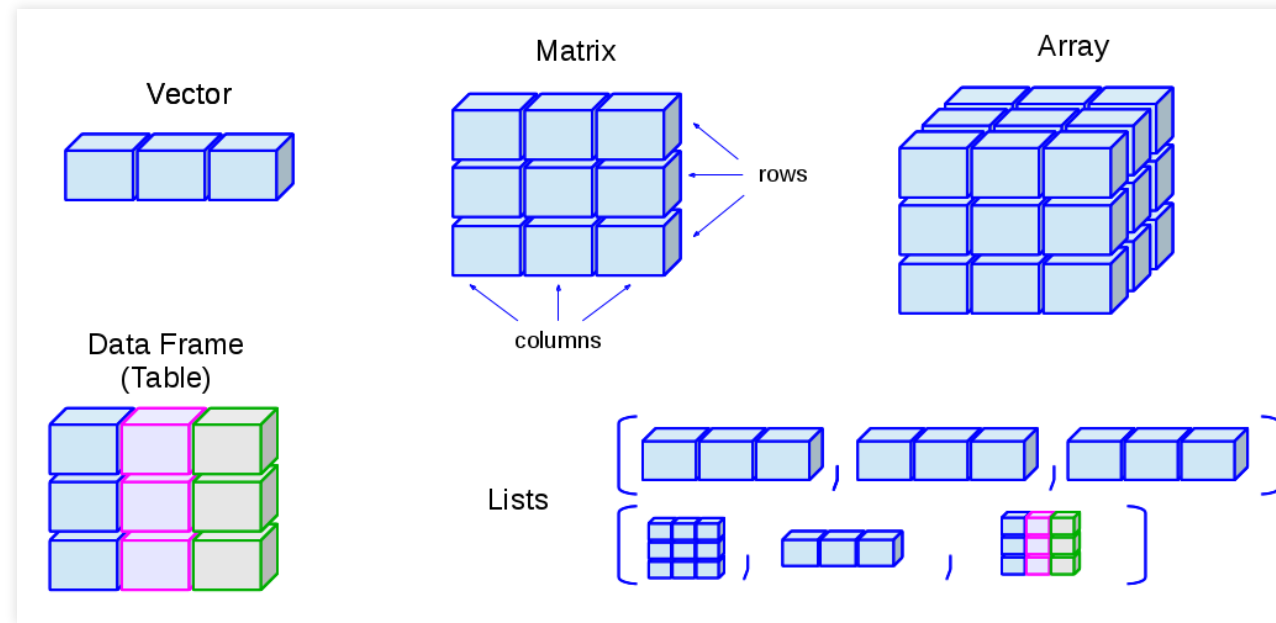 Vector
Matrix
Array
rows
columns
Data Frame
(Table)
Lists